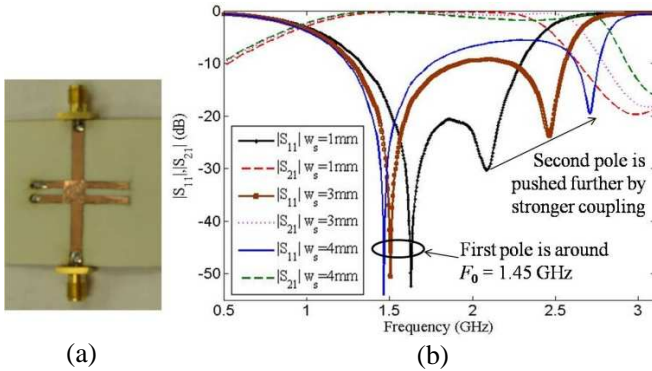 0
-10
-20
-30
-40
-50
|S11|,|S21| (dB)
|S11| ws=1mm
|S21| ws=1mm
|S11| ws=3mm
|S21| ws=3mm
|S11| ws=4mm
|S21| ws=4mm
Second pole is
pushed further by
stronger coupling
First pole is around
F0 = 1.45 GHz
0.5 1 1.5 2 2.5 3
Frequency (GHz)
(a) (b)